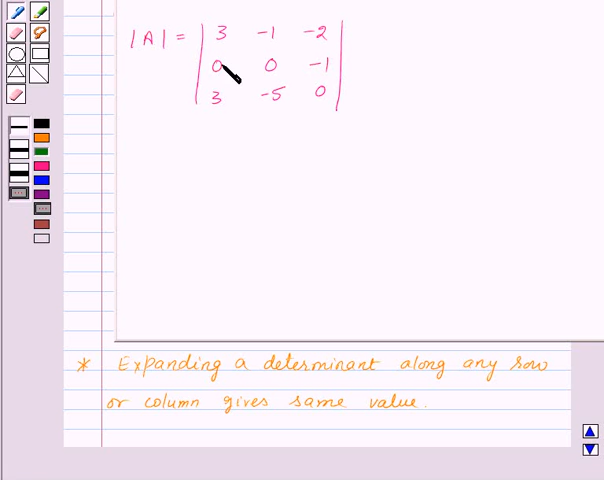 |A| = | 3 -1 -2 |
| 0 0 -1 |
| 3 -5 0 |
* Expanding a determinant along any row
or column gives same value.